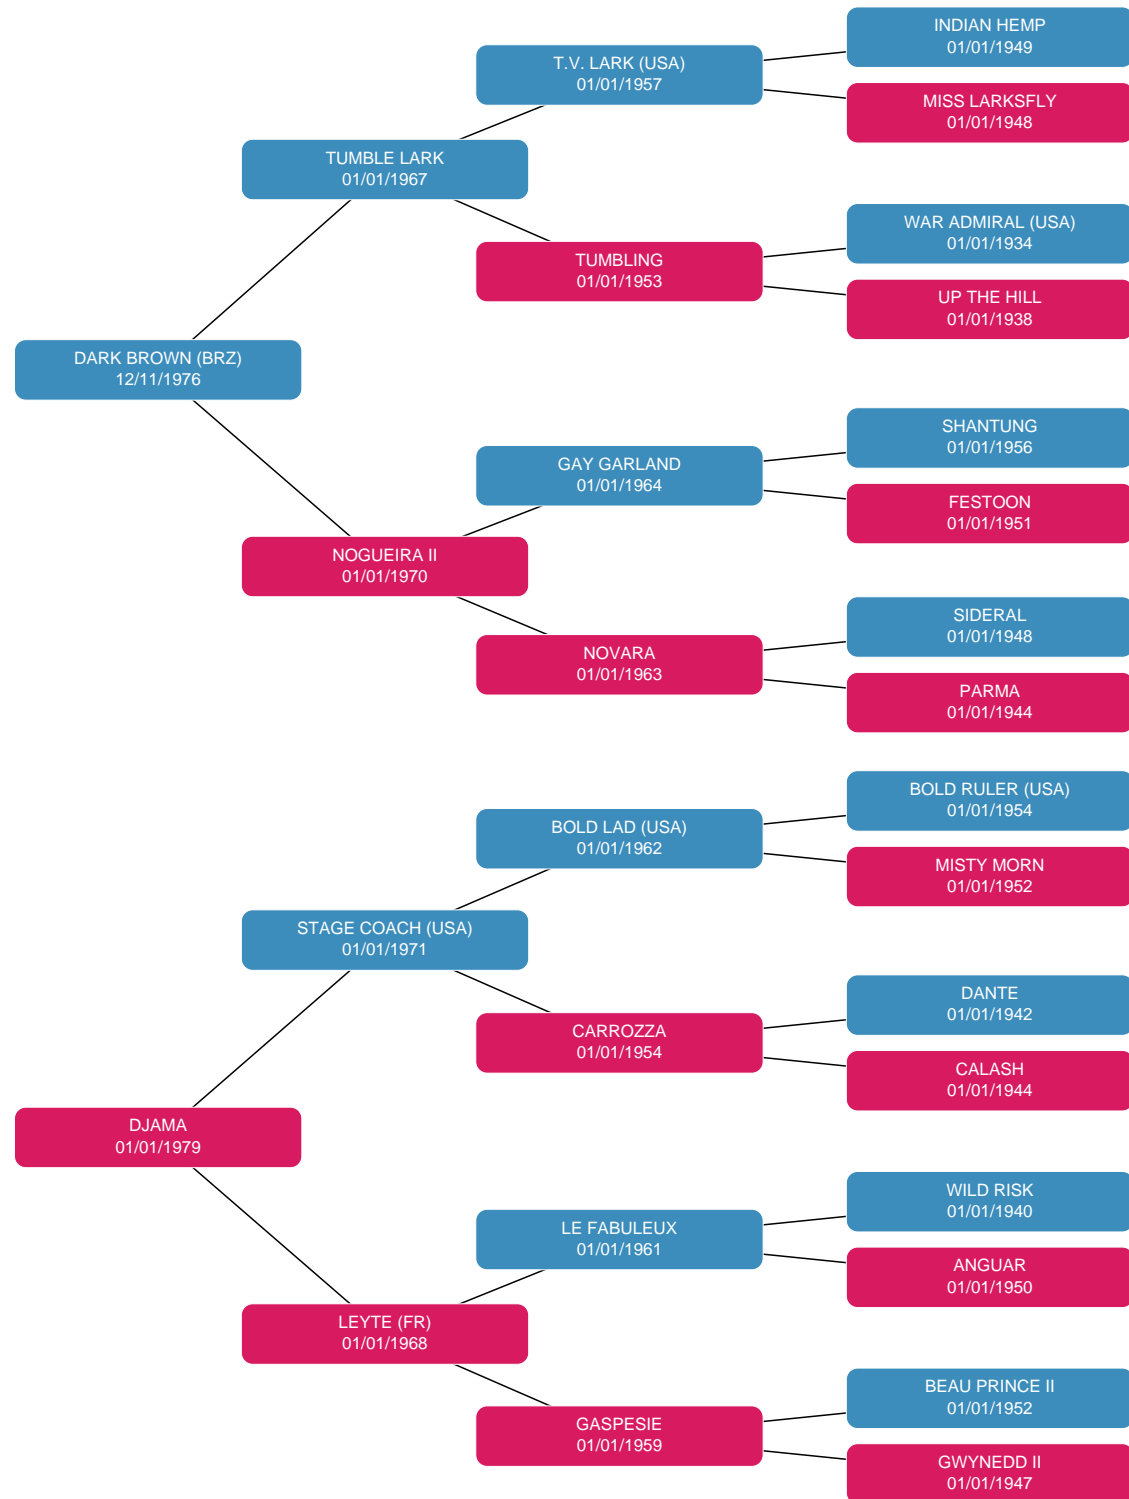 INDIAN HEMP
01/01/1949
T.V. LARK (USA)
01/01/1957
MISS LARKSFLY
01/01/1948
TUMBLE LARK
01/01/1967
WAR ADMIRAL (USA)
01/01/1934
TUMBLING
01/01/1953
UP THE HILL
01/01/1938
DARK BROWN (BRZ)
12/11/1976
SHANTUNG
01/01/1956
GAY GARLAND
01/01/1964
FESTOON
01/01/1951
NOGUEIRA II
01/01/1970
SIDERAL
01/01/1948
NOVARA
01/01/1963
PARMA
01/01/1944
BOLD RULER (USA)
01/01/1954
BOLD LAD (USA)
01/01/1962
MISTY MORN
01/01/1952
STAGE COACH (USA)
01/01/1971
DANTE
01/01/1942
CARROZZA
01/01/1954
CALASH
01/01/1944
DJAMA
01/01/1979
WILD RISK
01/01/1940
LE FABULEUX
01/01/1961
ANGUAR
01/01/1950
LEYTE (FR)
01/01/1968
BEAU PRINCE II
01/01/1952
GASPESIE
01/01/1959
GWYNEDD II
01/01/1947